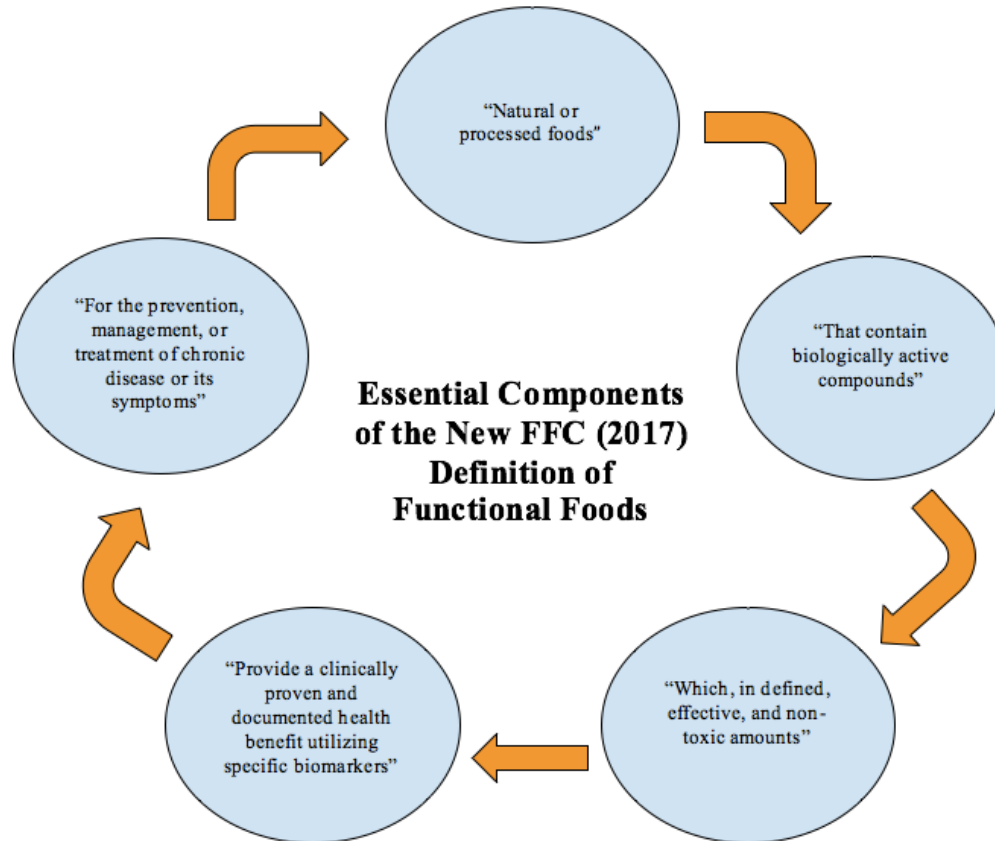 “Natural or
processed foods”
“That contain
biologically active
compounds”
“Which, in defined,
effective, and non-
toxic amounts”
“Provide a clinically
proven and
documented health
benefit utilizing
specific biomarkers”
“For the prevention,
management, or
treatment of chronic
disease or its
symptoms”
Essential Components
of the New FFC (2017)
Definition of
Functional Foods